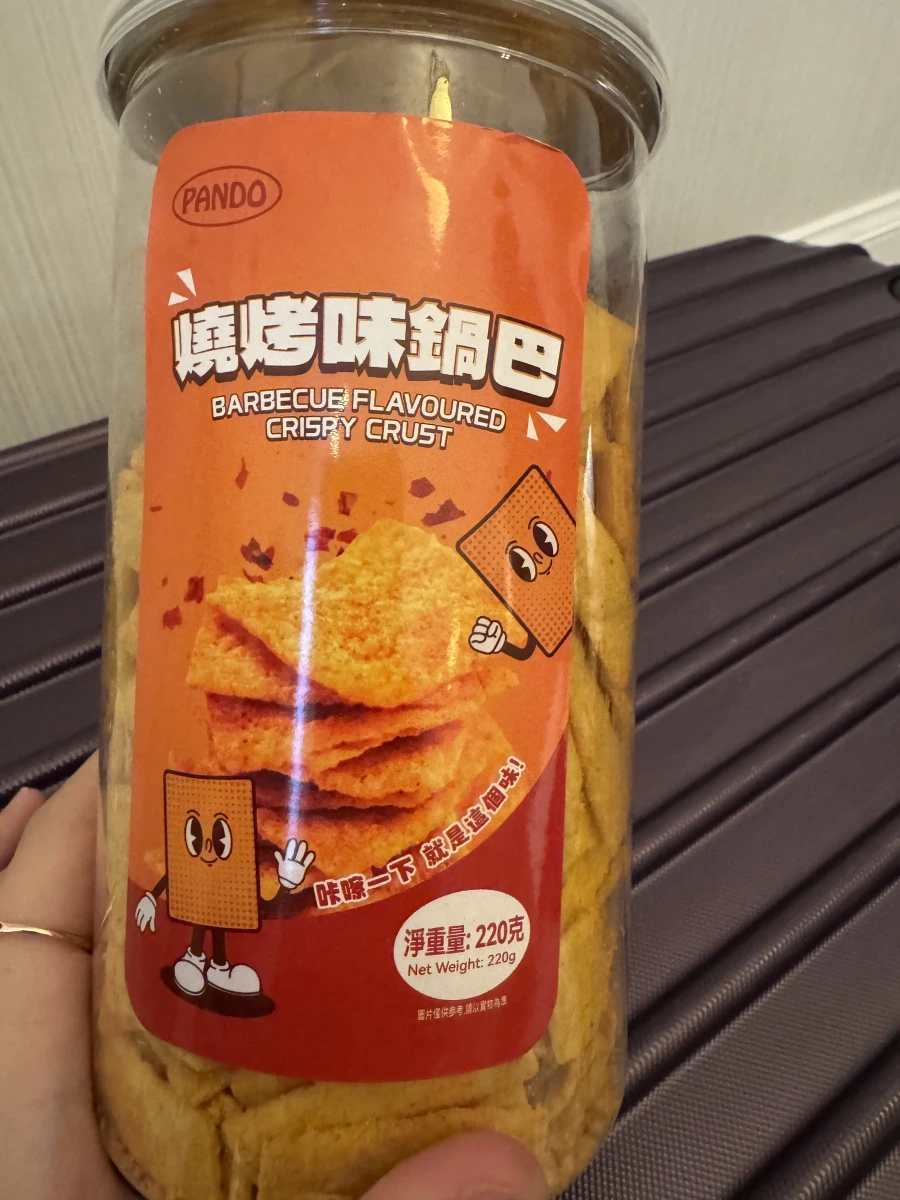 PANDO
燒烤味鍋巴
BARBECUE FLAVOURED
CRISPY CRUST
咔嚓一下 就是這個味!
淨重量: 220克
Net Weight: 220g
圖片僅供參考,請以實物為準